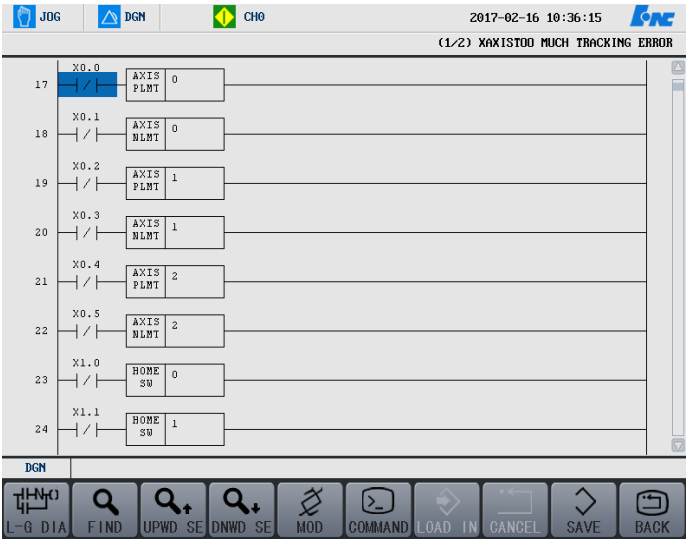 JOG DGN CH0 2017-02-16 10:36:15 HNC
(1/2) XAXISTOO MUCH TRACKING ERROR
X0.0
17 AXIS PLMT 0
X0.1
18 AXIS NLMT 0
X0.2
19 AXIS PLMT 1
X0.3
20 AXIS NLMT 1
X0.4
21 AXIS PLMT 2
X0.5
22 AXIS NLMT 2
X1.0
23 HOME SW 0
X1.1
24 HOME SW 1
DGN
L-G DIA FIND UPWD SE DNWD SE MOD COMMAND LOAD IN CANCEL SAVE BACK